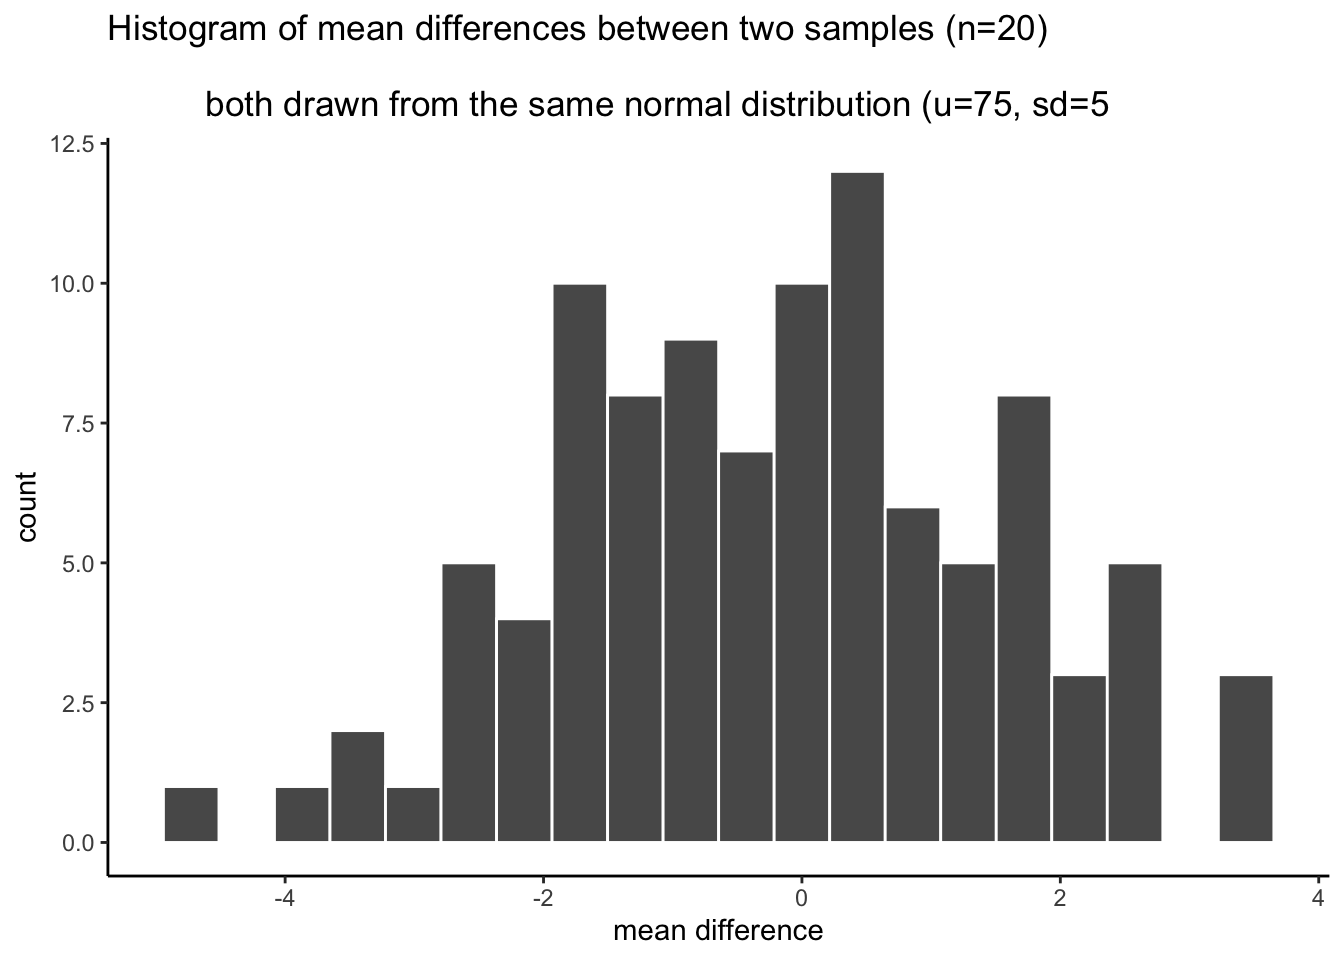 Histogram of mean differences between two samples (n=20)
both drawn from the same normal distribution (u=75, sd=5
12.5
10.0
7.5
5.0
2.5
0.0
count
-4
-2
0
2
4
mean difference